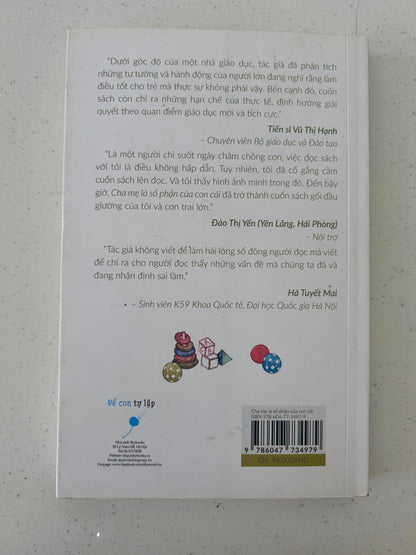 "Dưới góc độ của một nhà giáo dục, tác giả đã phân tích
những tư tưởng và hành động của người lớn đang nghĩ rằng làm
điều tốt cho trẻ mà thực sự không phải vậy. Bên cạnh đó, cuốn
sách còn chỉ ra những hạn chế của thực tế, định hướng giải
quyết theo quan điểm giáo dục mới và tích cực."
Tiến sĩ Vũ Thị Hạnh
– Chuyên viên Bộ giáo dục và Đào tạo
"Là một người chỉ suốt ngày chăm chồng con, việc đọc sách
với tôi là điều không hấp dẫn. Tuy nhiên, tôi đã cố gắng cầm
cuốn sách lên đọc. Và tôi thấy hình ảnh mình trong đó. Đến bây
giờ, Cha mẹ là số phận của con cái đã trở thành cuốn sách gối đầu
giường của tôi và con trai lớn."
Đào Thị Yến (Yên Lãng, Hải Phòng)
– Nội trợ
"Tác giả không viết để làm hài lòng số đông người đọc mà viết
để chỉ ra cho người đọc thấy những vấn đề mà chúng ta đã và
đang nhận định sai lầm."
Hà Tuyết Mai
– Sinh viên K59 Khoa Quốc tế, Đại học Quốc gia Hà Nội
Để con tự lập
Cha mẹ là số phận của con cái
ISBN 978-604-77-3497-9
9 786047 734979
Giá: 96.000VNĐ